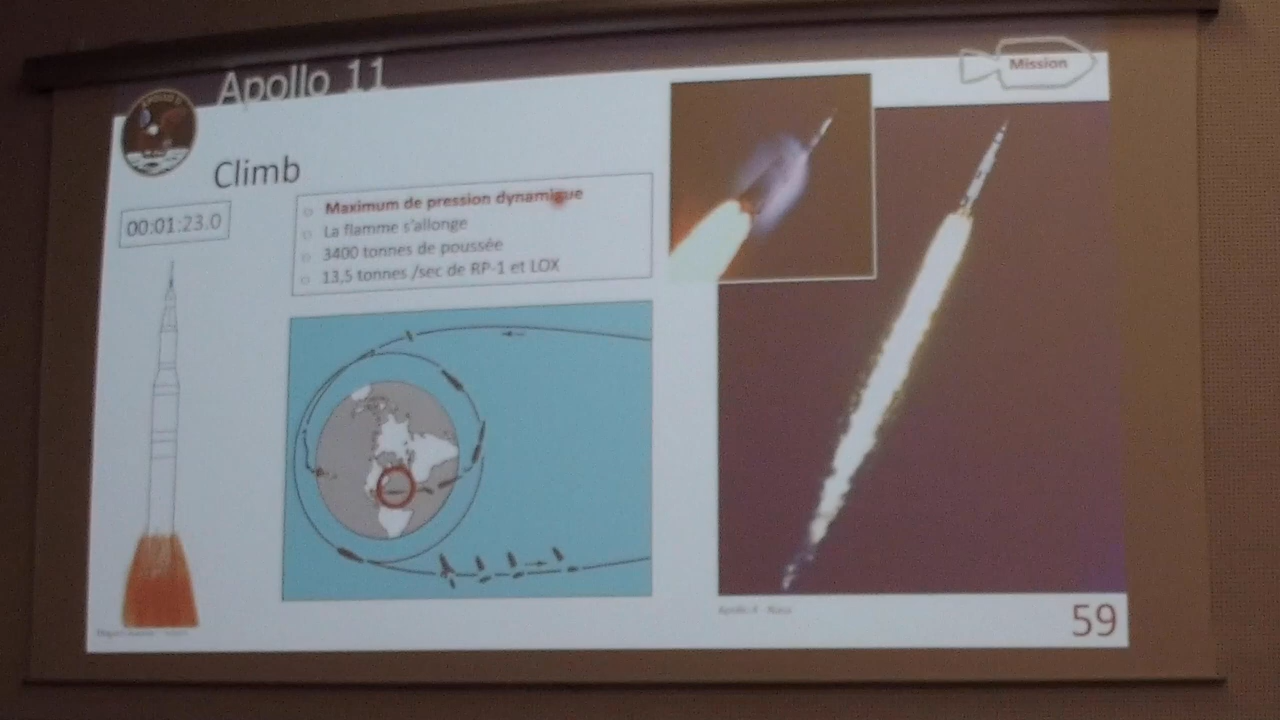 Apollo 11
Mission
Climb
00:01:23.0
Maximum de pression dynamique
La flamme s'allonge
3400 tonnes de poussée
13,5 tonnes /sec de RP-1 et LOX
59